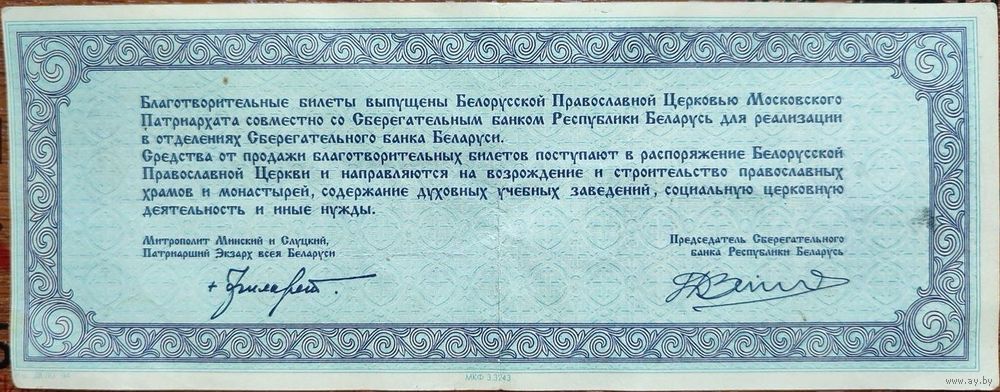 Благотворительные билеты выпущены Белорусской Православной Церковью Московского
Патриархата совместно со Сберегательным банком Республики Беларусь для реализации
в отделениях Сберегательного банка Беларуси.
Средства от продажи благотворительных билетов поступают в распоряжение Белорусской
Православной Церкви и направляются на возрождение и строительство православных
храмов и монастырей, содержание духовных учебных заведений, социальную церковную
деятельность и иные нужды.
Митрополит Минский и Слуцкий,
Патриарший Экзарх всея Беларуси
Председатель Сберегательного
банка Республики Беларусь
+ Филарет.
МКФ 3.3243
www.ay.by